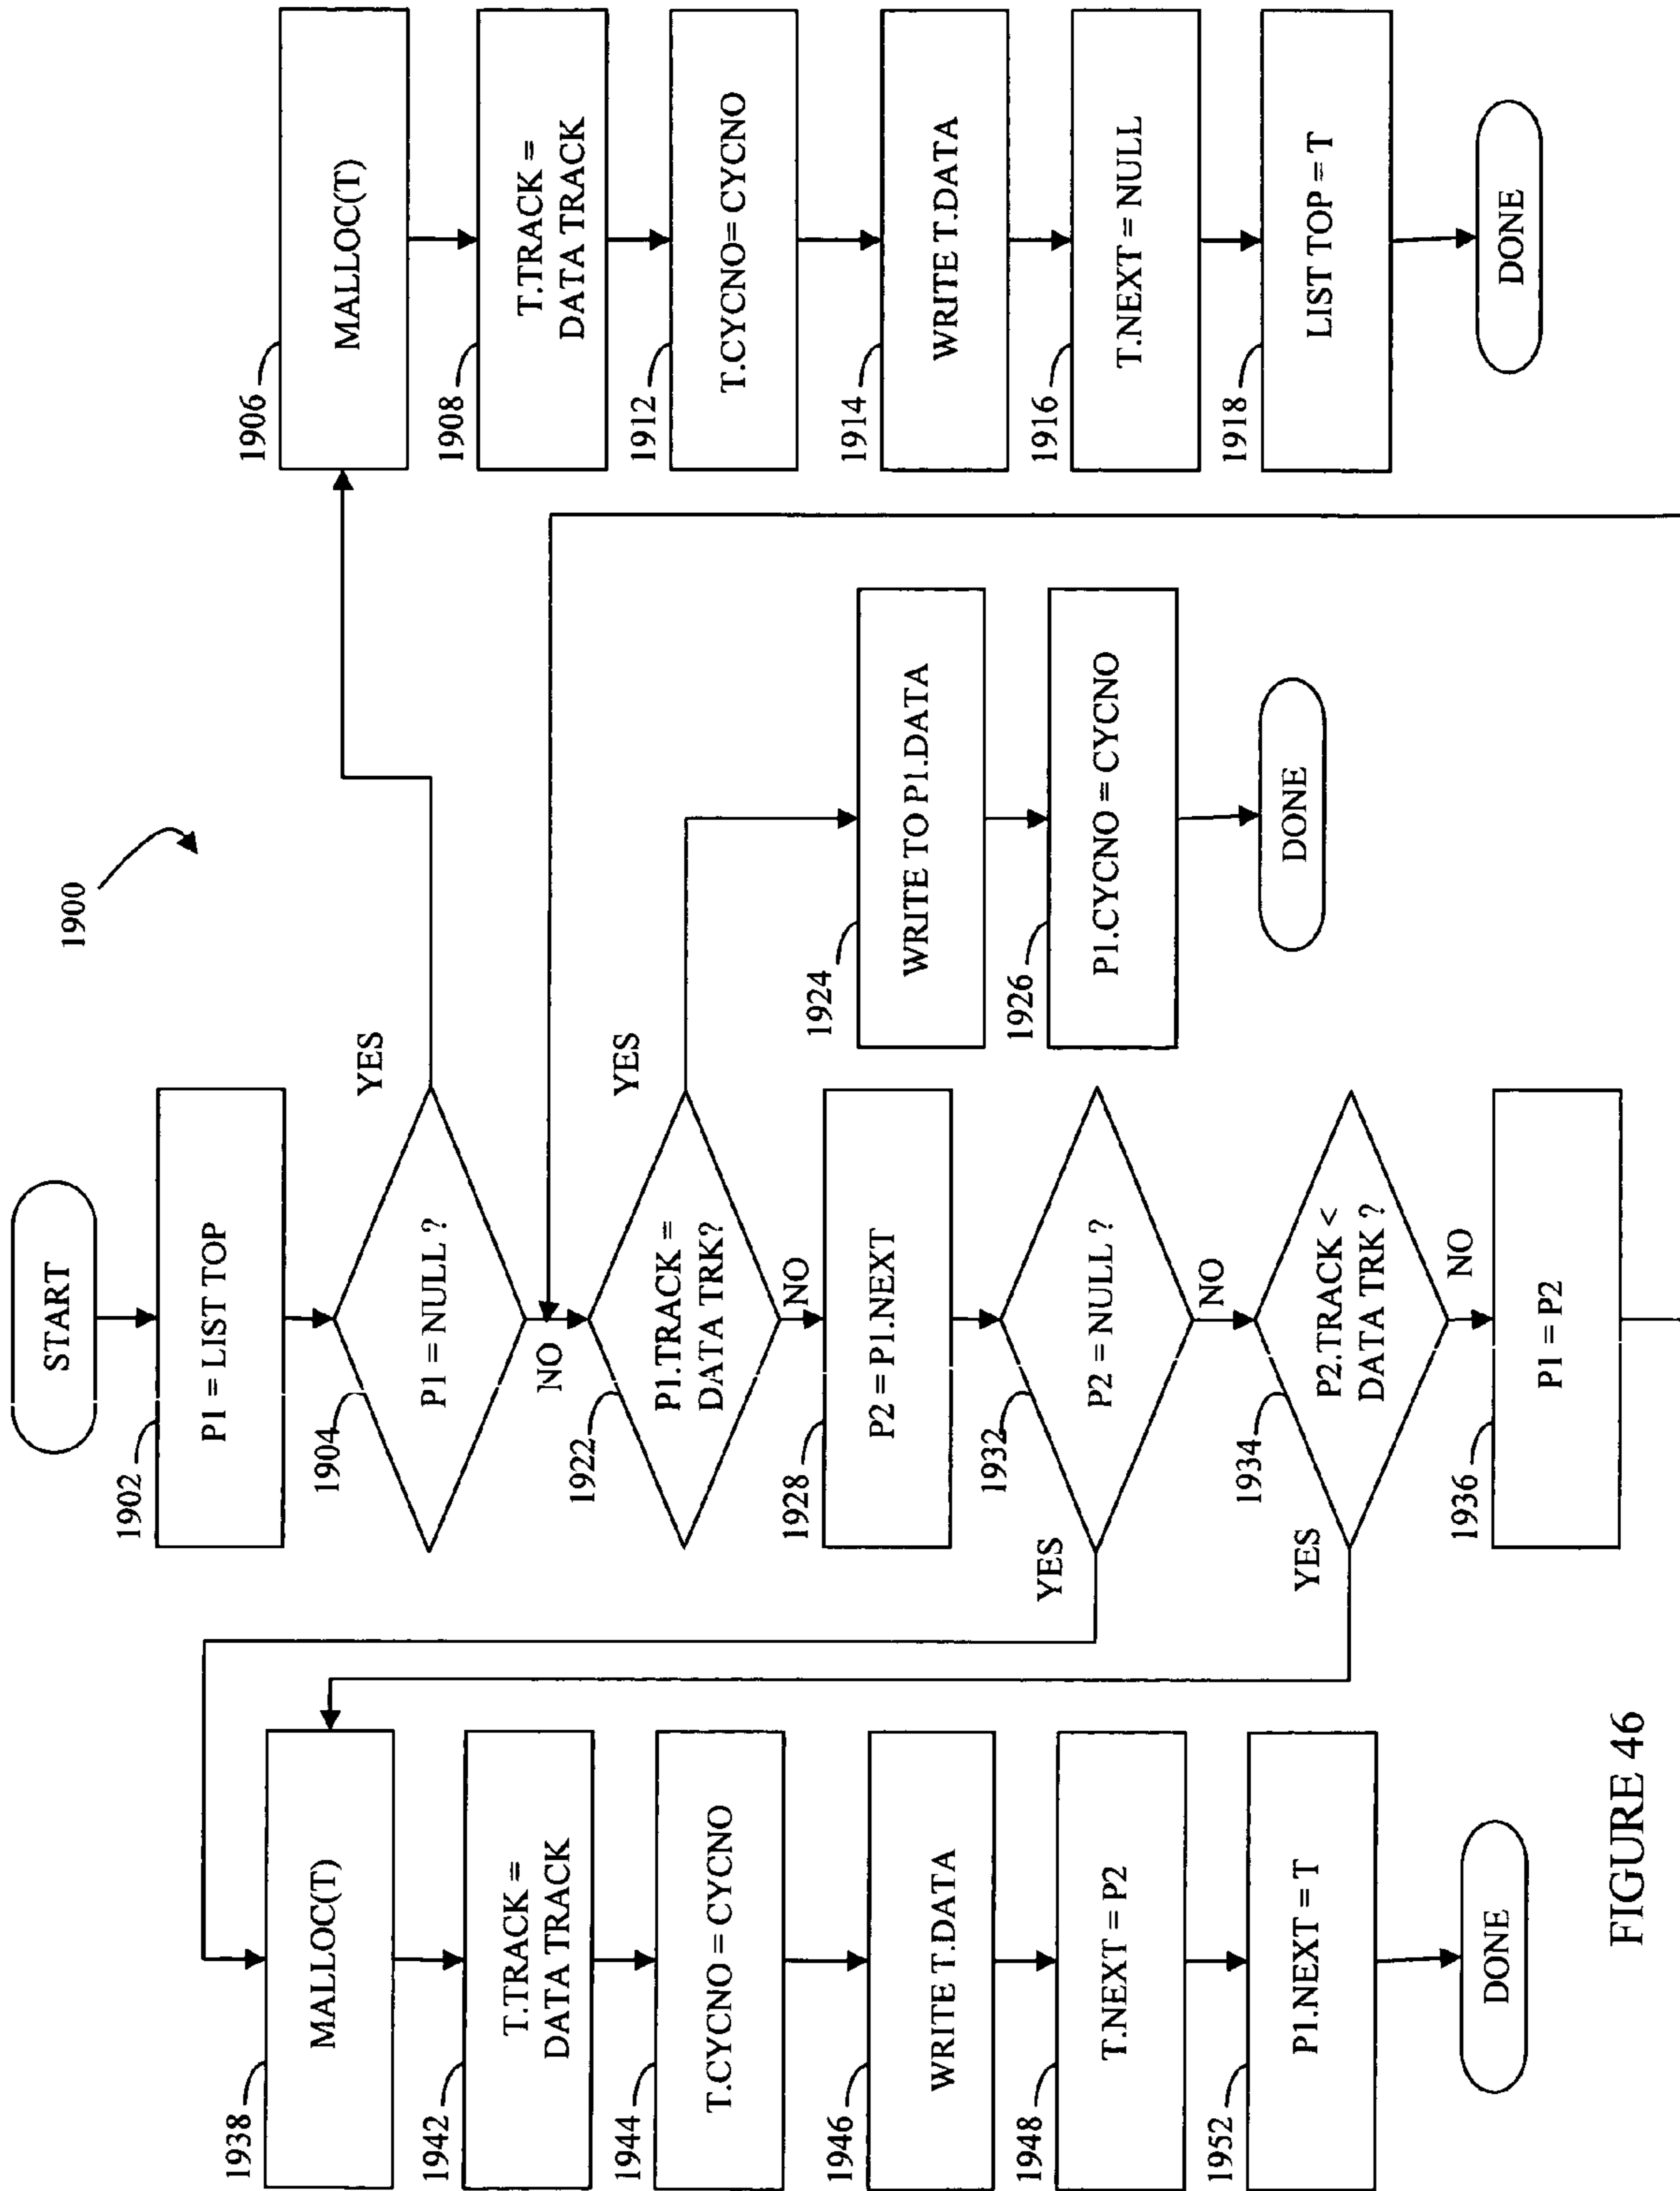 1900
START
1902
P1 = LIST TOP
1904
P1 = NULL ?
YES
NO
1906
MALLOC(T)
1908
T.TRACK =
DATA TRACK
1912
T.CYCNO= CYCNO
1914
WRITE T.DATA
1916
T.NEXT = NULL
1918
LIST TOP = T
DONE
1922
P1.TRACK =
DATA TRK?
YES
NO
1924
WRITE TO P1.DATA
1926
P1.CYCNO = CYCNO
DONE
1928
P2 = P1.NEXT
1932
P2 = NULL ?
YES
NO
1934
P2.TRACK <
DATA TRK ?
YES
NO
1936
P1 = P2
1938
MALLOC(T)
1942
T.TRACK =
DATA TRACK
1944
T.CYCNO = CYCNO
1946
WRITE T.DATA
1948
T.NEXT = P2
1952
P1.NEXT = T
DONE
FIGURE 46